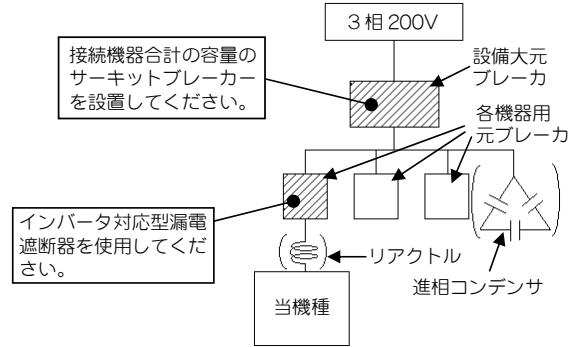 3相200V
接続機器合計の容量の
サーキットブレーカー
を設置してください。
設備大元
ブレーカ
各機器用
元ブレーカ
インバータ対応型漏電
遮断器を使用してくだ
さい。
リアクトル
進相コンデンサ
当機種